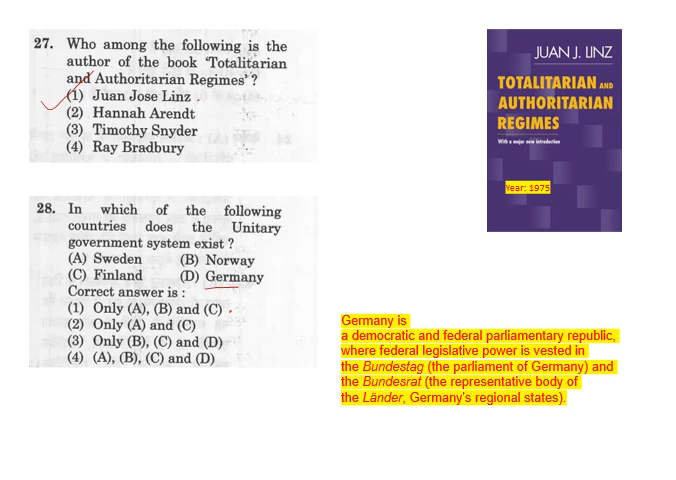 27. Who among the following is the
author of the book ‘Totalitarian
and Authoritarian Regimes’ ?
(1) Juan Jose Linz
(2) Hannah Arendt
(3) Timothy Snyder
(4) Ray Bradbury
JUAN J. LINZ
TOTALITARIAN AND
AUTHORITARIAN
REGIMES
With a major new introduction
Year: 1975
28. In which of the following
countries does the Unitary
government system exist ?
(A) Sweden (B) Norway
(C) Finland (D) Germany
Correct answer is :
(1) Only (A), (B) and (C)
(2) Only (A) and (C)
(3) Only (B), (C) and (D)
(4) (A), (B), (C) and (D)
Germany is
a democratic and federal parliamentary republic,
where federal legislative power is vested in
the Bundestag (the parliament of Germany) and
the Bundesrat (the representative body of
the Länder, Germany's regional states).